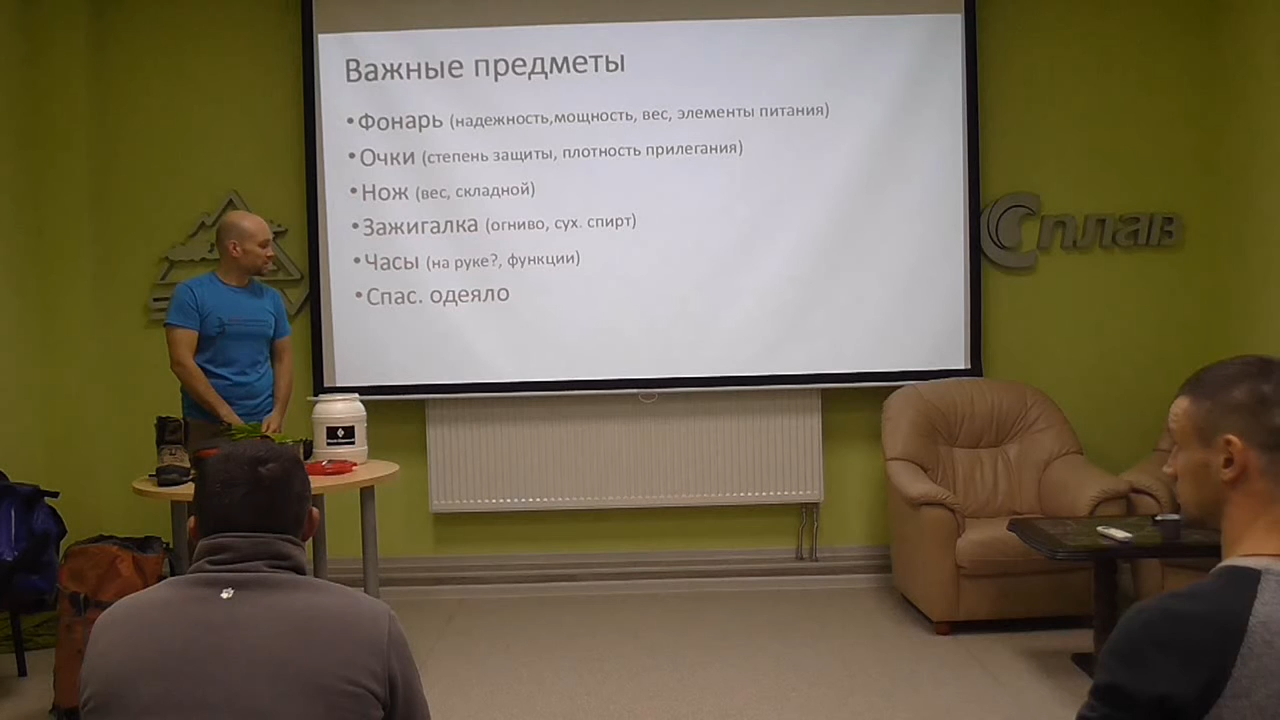 Важные предметы
•Фонарь (надежность,мощность, вес, элементы питания)
•Очки (степень защиты, плотность прилегания)
•Нож (вес, складной)
•Зажигалка (огниво, сух. спирт)
•Часы (на руке?, функции)
•Спас. одеяло
Сплав